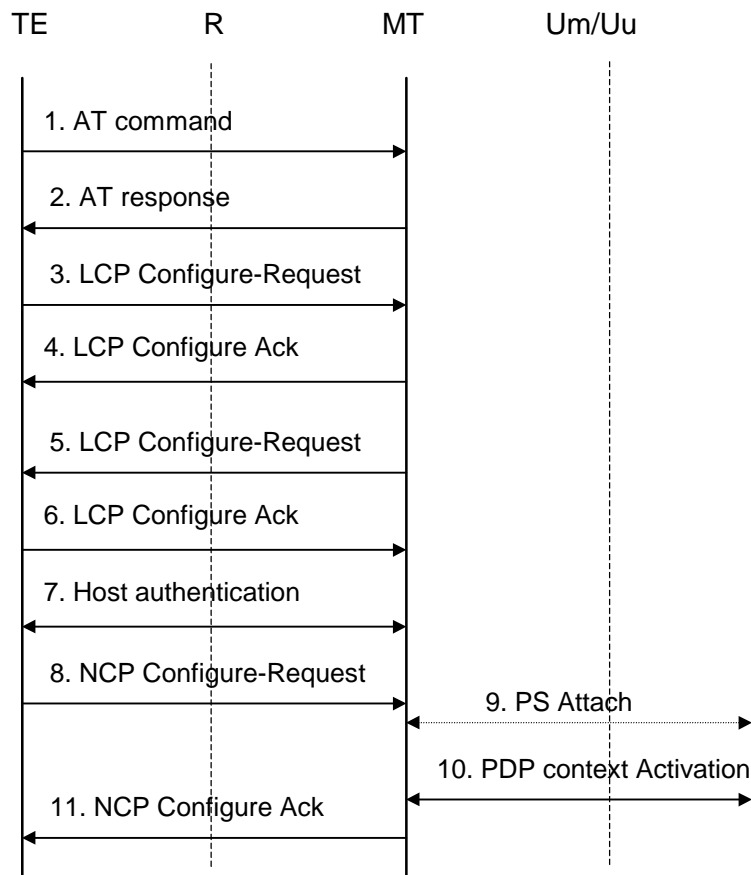 TE R MT Um/Uu
1. AT command
2. AT response
3. LCP Configure-Request
4. LCP Configure Ack
5. LCP Configure-Request
6. LCP Configure Ack
7. Host authentication
8. NCP Configure-Request
9. PS Attach
10. PDP context Activation
11. NCP Configure Ack